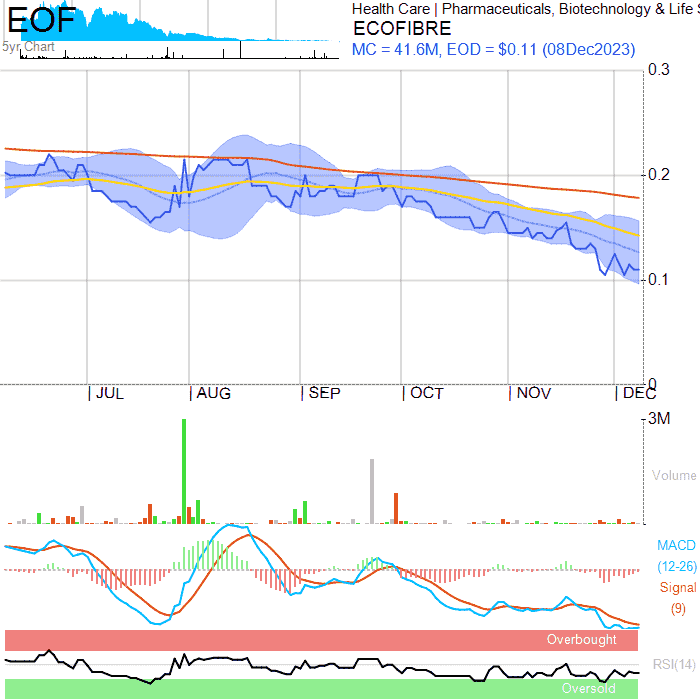 EOF
5yr Chart
Health Care | Pharmaceuticals, Biotechnology & Life S
ECOFIBRE
MC = 41.6M, EOD = $0.11 (08Dec2023)
0.3
0.2
0.1
0
JUL AUG SEP OCT NOV DEC
3M
Volume
MACD
(12-26)
Signal
(9)
Overbought
RSI(14)
Oversold